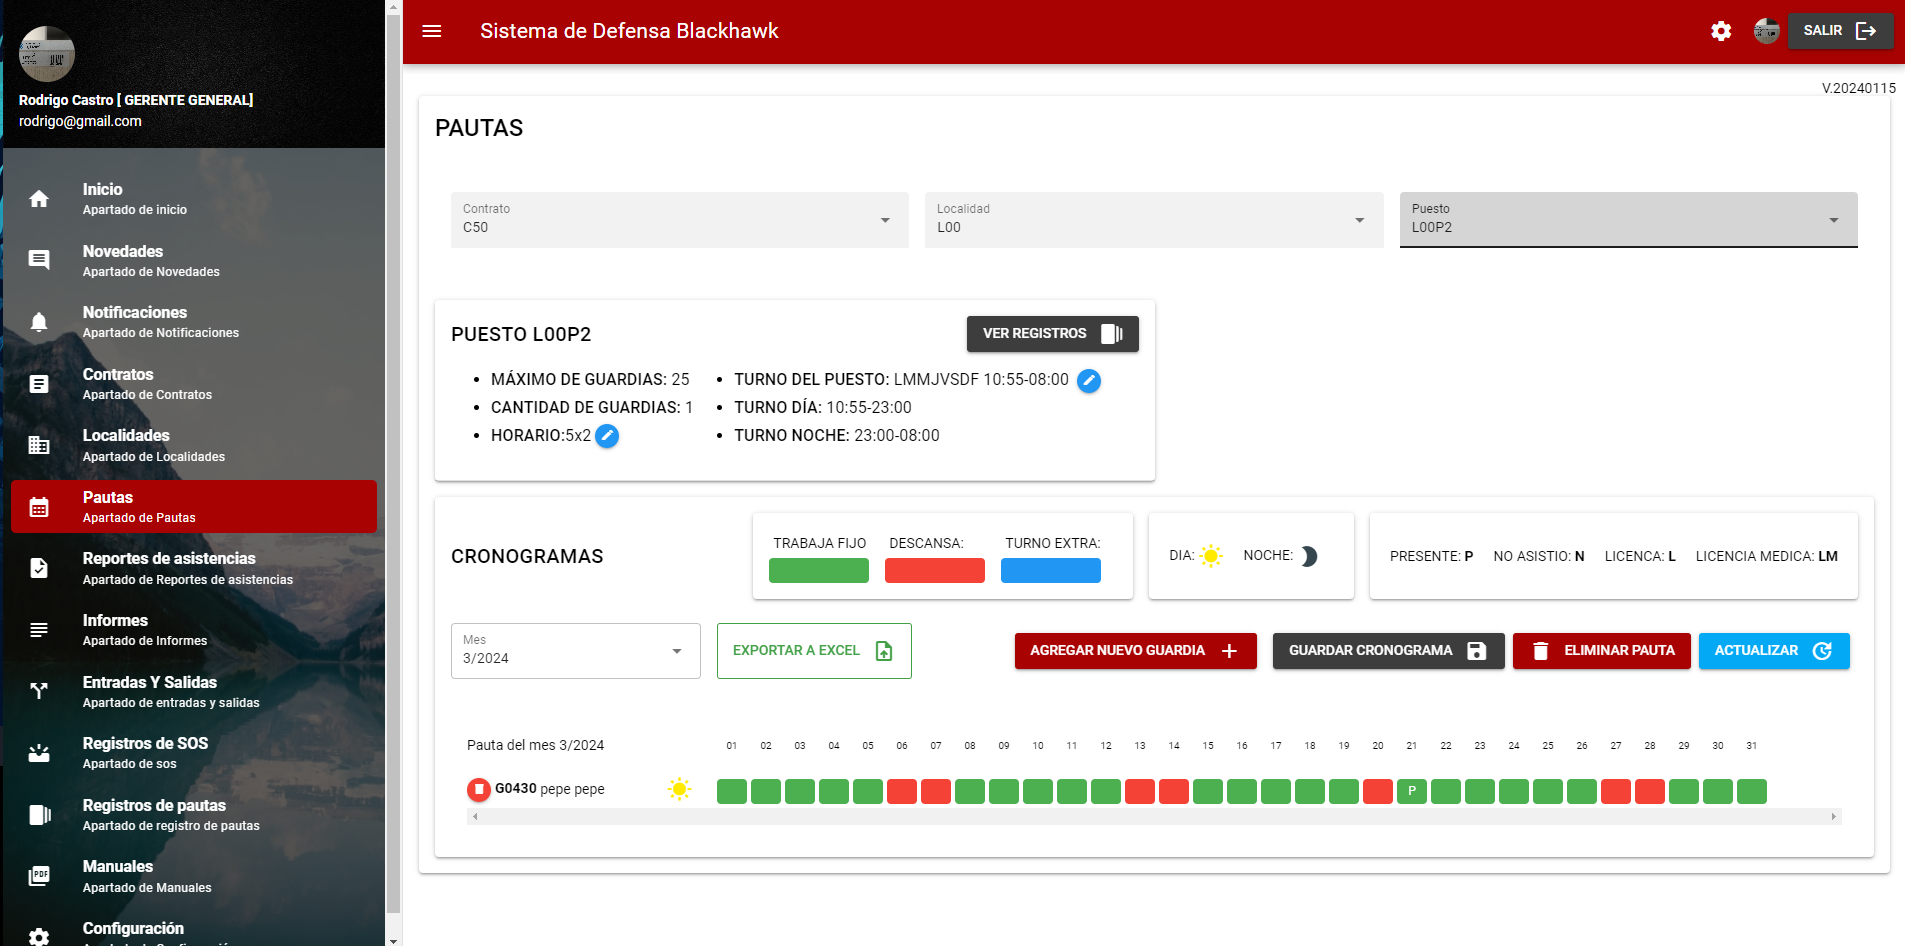 Rodrigo Castro [ GERENTE GENERAL]
rodrigo@gmail.com
Inicio
Apartado de inicio
Novedades
Apartado de Novedades
Notificaciones
Apartado de Notificaciones
Contratos
Apartado de Contratos
Localidades
Apartado de Localidades
Pautas
Apartado de Pautas
Reportes de asistencias
Apartado de Reportes de asistencias
Informes
Apartado de Informes
Entradas Y Salidas
Apartado de entradas y salidas
Registros de SOS
Apartado de sos
Registros de pautas
Apartado de registro de pautas
PDF
Manuales
Apartado de Manuales
Configuración
Sistema de Defensa Blackhawk
SALIR
V.20240115
PAUTAS
Contrato
C50
Localidad
L00
Puesto
L00P2
PUESTO L00P2
VER REGISTROS
• MÁXIMO DE GUARDIAS: 25
• CANTIDAD DE GUARDIAS: 1
• HORARIO:5x2
• TURNO DEL PUESTO: LMMJVSDF 10:55-08:00
• TURNO DÍA: 10:55-23:00
• TURNO NOCHE: 23:00-08:00
CRONOGRAMAS
TRABAJA FIJO DESCANSA: TURNO EXTRA:
DIA: NOCHE:
PRESENTE: P NO ASISTIO: N LICENCA: L LICENCIA MEDICA: LM
Mes
3/2024
EXPORTAR A EXCEL
AGREGAR NUEVO GUARDIA
GUARDAR CRONOGRAMA
ELIMINAR PAUTA
ACTUALIZAR
Pauta del mes 3/2024 01 02 03 04 05 06 07 08 09 10 11 12 13 14 15 16 17 18 19 20 21 22 23 24 25 26 27 28 29 30 31
G0430 pepe pepe P